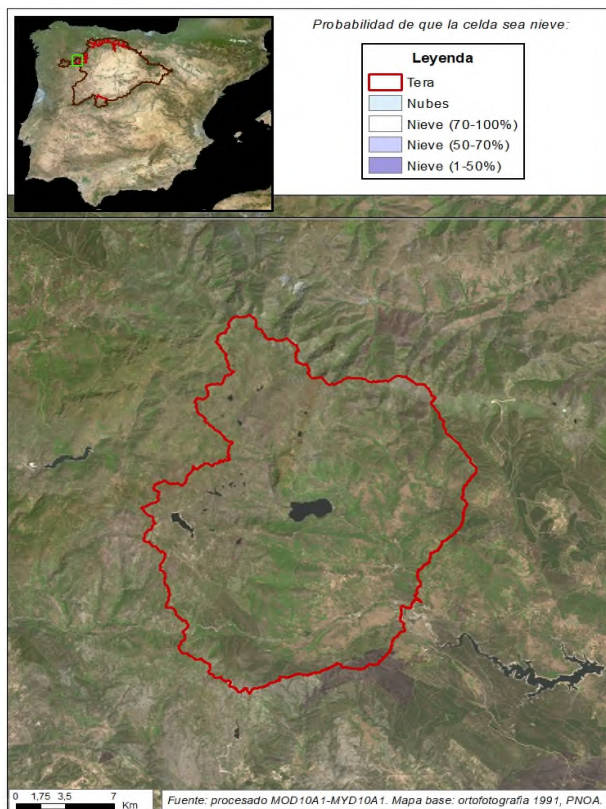 Probabilidad de que la celda sea nieve:
Leyenda
Tera
Nubes
Nieve (70-100%)
Nieve (50-70%)
Nieve (1-50%)
0 1,75 3,5 7
Km
Fuente: procesado MOD10A1-MYD10A1. Mapa base: ortofotografia 1991, PNOA